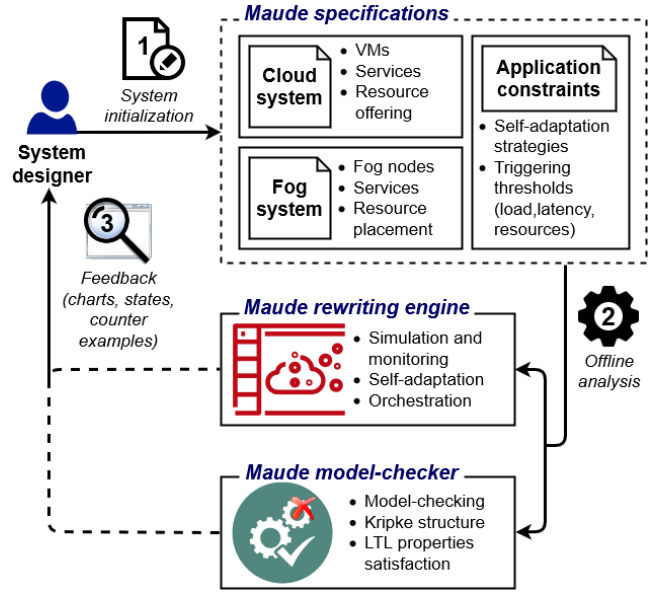 Maude specifications
1
System
initialization
System
designer
Cloud
system
• VMs
• Services
• Resource
offering
Fog
system
• Fog nodes
• Services
• Resource
placement
Application
constraints
• Self-adaptation
strategies
• Triggering
thresholds
(load,latency,
resources)
3
Feedback
(charts, states,
counter
examples)
2
Offline
analysis
Maude rewriting engine
• Simulation and
monitoring
• Self-adaptation
• Orchestration
Maude model-checker
• Model-checking
• Kripke structure
• LTL properties
satisfaction